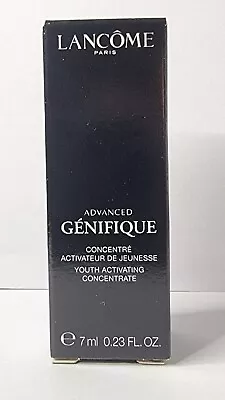 LANCÔME
PARIS
ADVANCED
GÉNIFIQUE
CONCENTRÉ
ACTIVATEUR DE JEUNESSE
YOUTH ACTIVATING
CONCENTRATE
℮ 7 ml 0.23 FL.OZ.